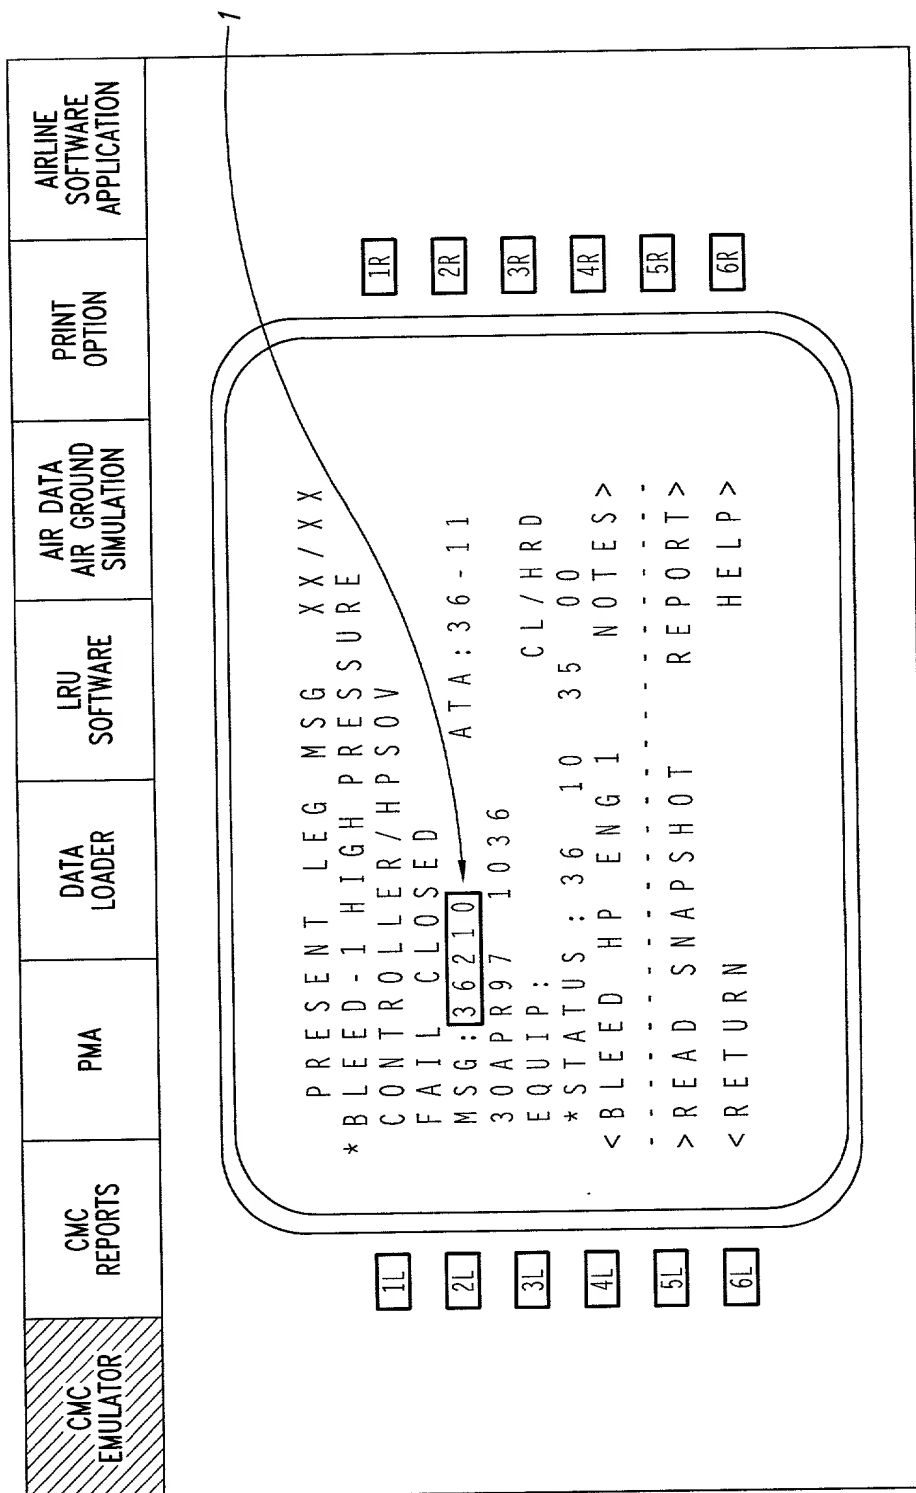 1
CMC
EMULATOR
CMC
REPORTS
PMA
DATA
LOADER
LRU
SOFTWARE
AIR DATA
AIR GROUND
SIMULATION
PRINT
OPTION
AIRLINE
SOFTWARE
APPLICATION
PRESENT LEG MSG XX/XX
*BLEED-1 HIGH PRESSURE
CONTROLLER/HPSOV
FAIL CLOSED
MSG:36210 ATA:36-11
30APR97 1036
EQUIP: CL/HRD
*STATUS: 36 10 35 00
<BLEED HP ENG1 NOTES>
------------------------
>READ SNAPSHOT REPORT>
<RETURN HELP>
1L
2L
3L
4L
5L
6L
1R
2R
3R
4R
5R
6R